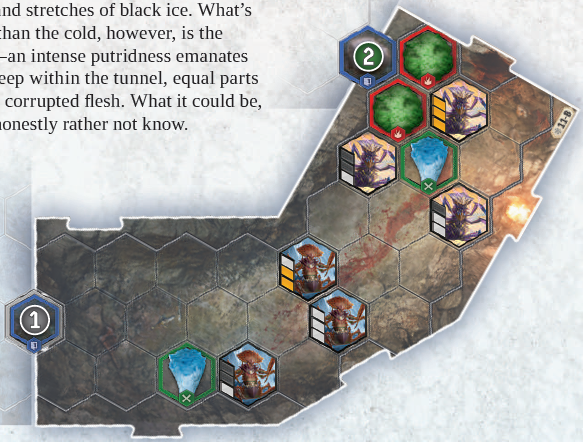 and stretches of black ice. What’s
than the cold, however, is the
–an intense putridness emanates
eep within the tunnel, equal parts
corrupted flesh. What it could be,
honestly rather not know.
2
11-B
1